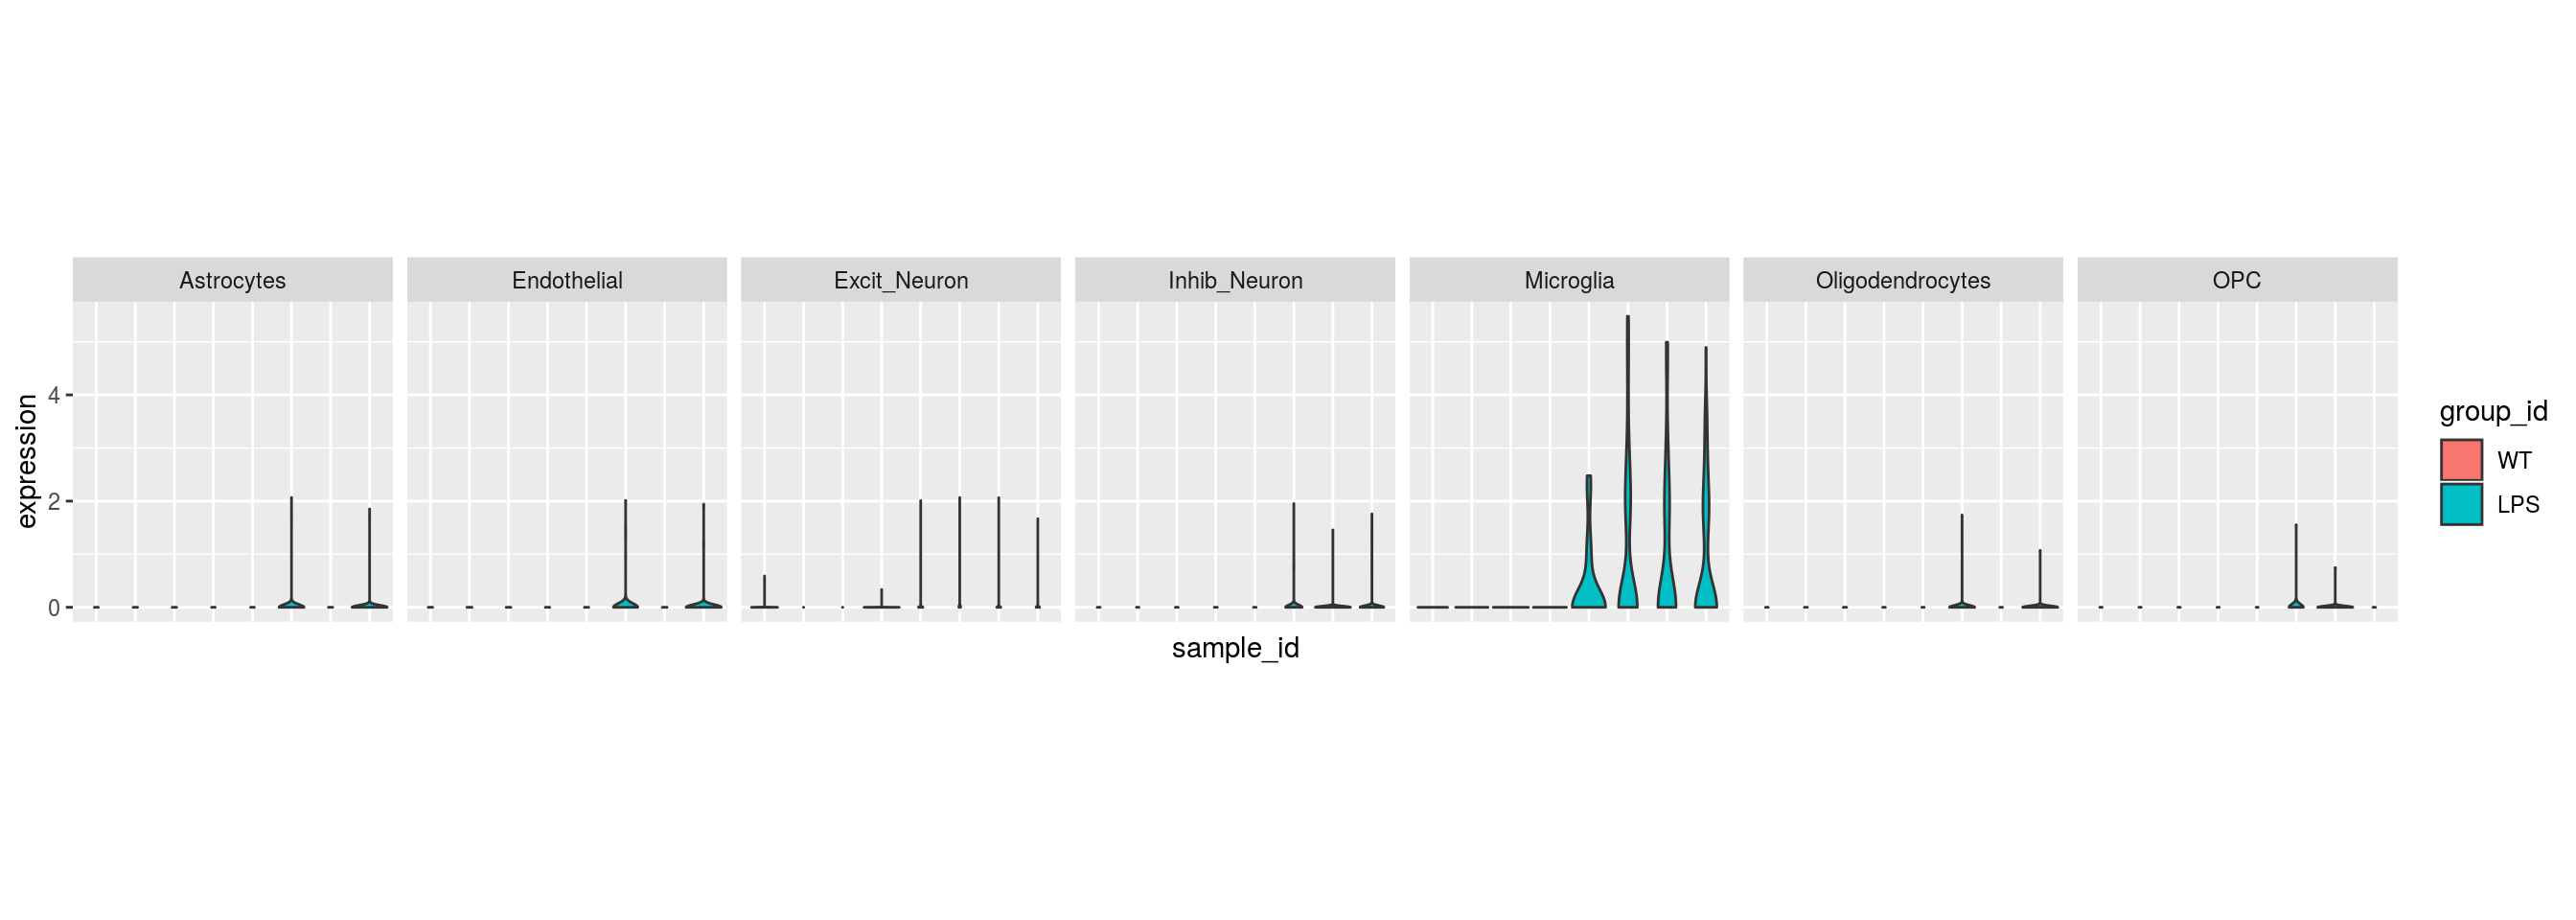 Astrocytes
Endothelial
Excit_Neuron
Inhib_Neuron
Microglia
Oligodendrocytes
OPC
expression
4
2
0
sample_id
group_id
WT
LPS